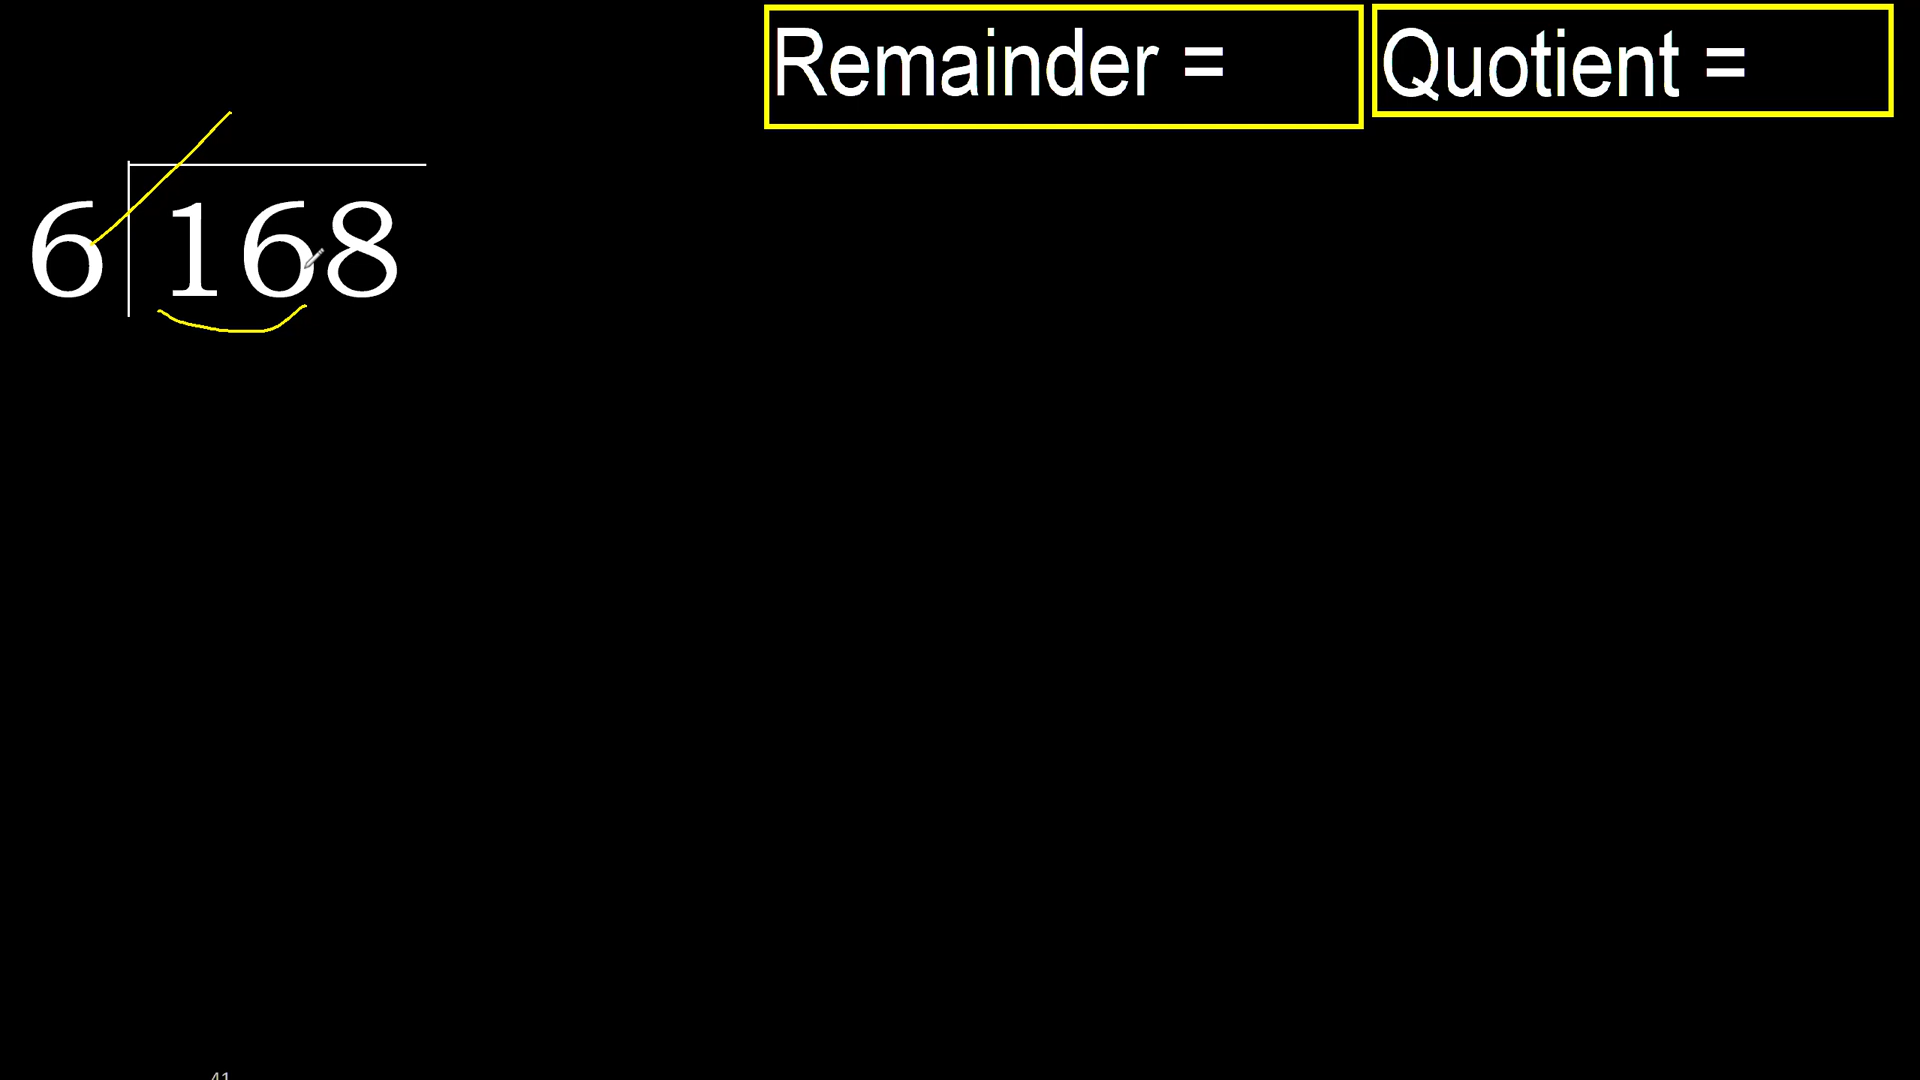 Remainder =
Quotient =
6 168